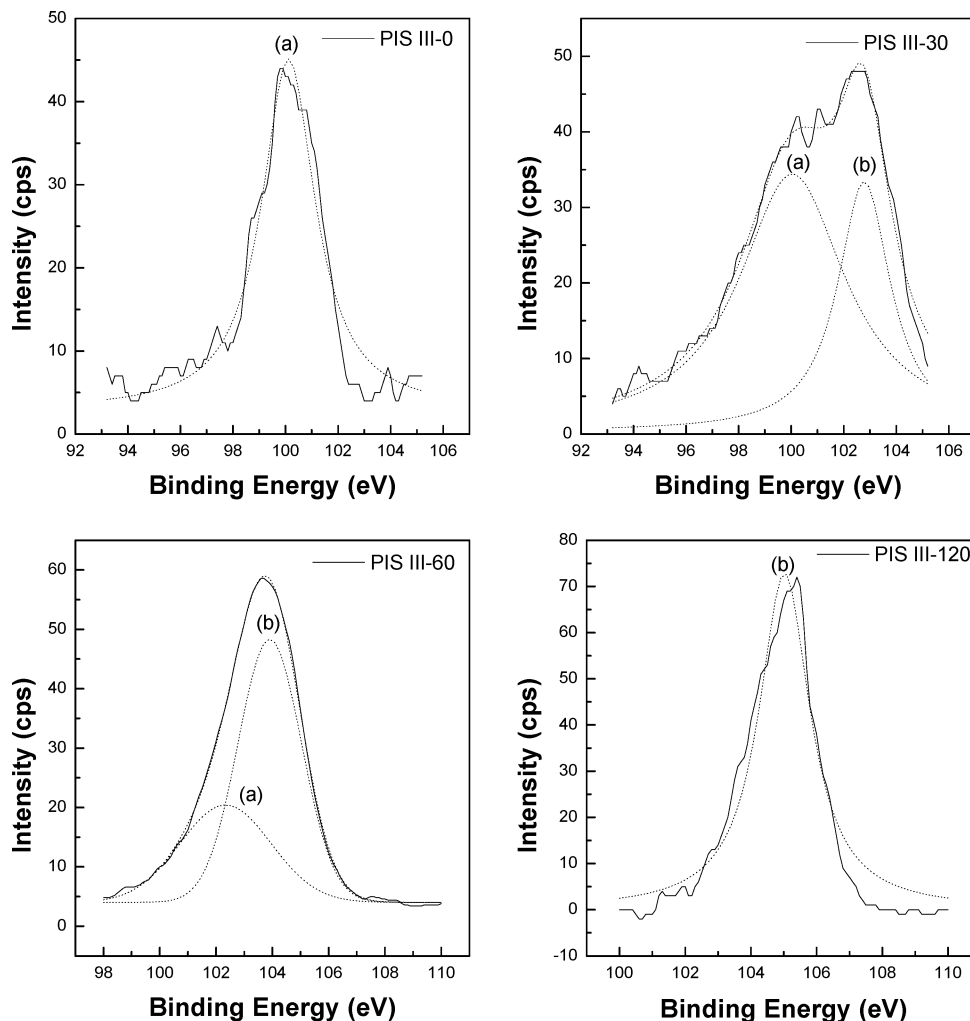 PIS III-0
(a)
50
40
30
20
10
0
Intensity (cps)
92 94 96 98 100 102 104 106
Binding Energy (eV)
PIS III-30
(a)
(b)
50
40
30
20
10
0
Intensity (cps)
92 94 96 98 100 102 104 106
Binding Energy (eV)
PIS III-60
(b)
(a)
60
50
40
30
20
10
0
Intensity (cps)
98 100 102 104 106 108 110
Binding Energy (eV)
PIS III-120
(b)
80
70
60
50
40
30
20
10
0
-10
Intensity (cps)
100 102 104 106 108 110
Binding Energy (eV)